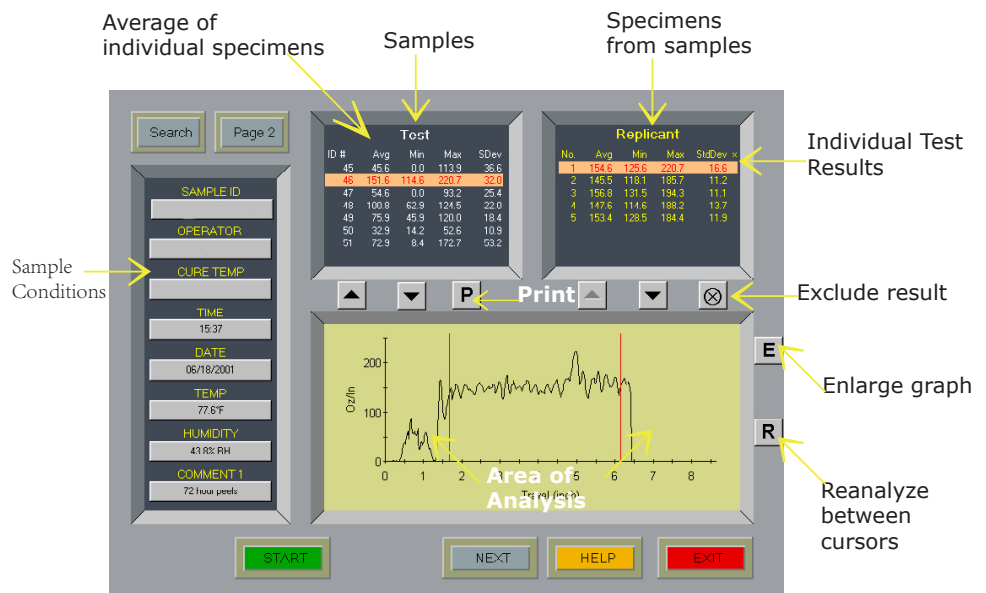 Average of
individual specimens
Samples
Specimens
from samples
Search
Page 2
Test
ID # Avg Min Max SDev
45 45.6 0.0 113.9 36.6
46 151.6 114.6 220.7 32.0
47 54.6 0.0 93.2 25.4
48 100.8 62.9 124.5 22.0
49 75.9 45.9 120.0 18.4
50 32.9 14.2 52.6 10.9
51 72.9 8.4 172.7 53.2
Replicant
No. Avg Min Max StdDev ×
1 154.6 125.6 220.7 16.6
2 145.5 118.1 185.7 11.2
3 156.8 131.5 194.3 11.1
4 147.6 114.6 188.2 13.7
5 153.4 128.5 184.4 11.9
Individual Test
Results
SAMPLE ID
OPERATOR
CURE TEMP
Sample
Conditions
TIME
15:37
DATE
06/18/2001
TEMP
77.6°F
HUMIDITY
43.8% RH
COMMENT 1
72 hour peels
P
Print
Exclude result
E
Enlarge graph
R
Reanalyze
between
cursors
Oz/In
200
100
0
0 1 2 3 4 5 6 7 8
Area of
Analysis
Travel (inch)
START
NEXT
HELP
EXIT